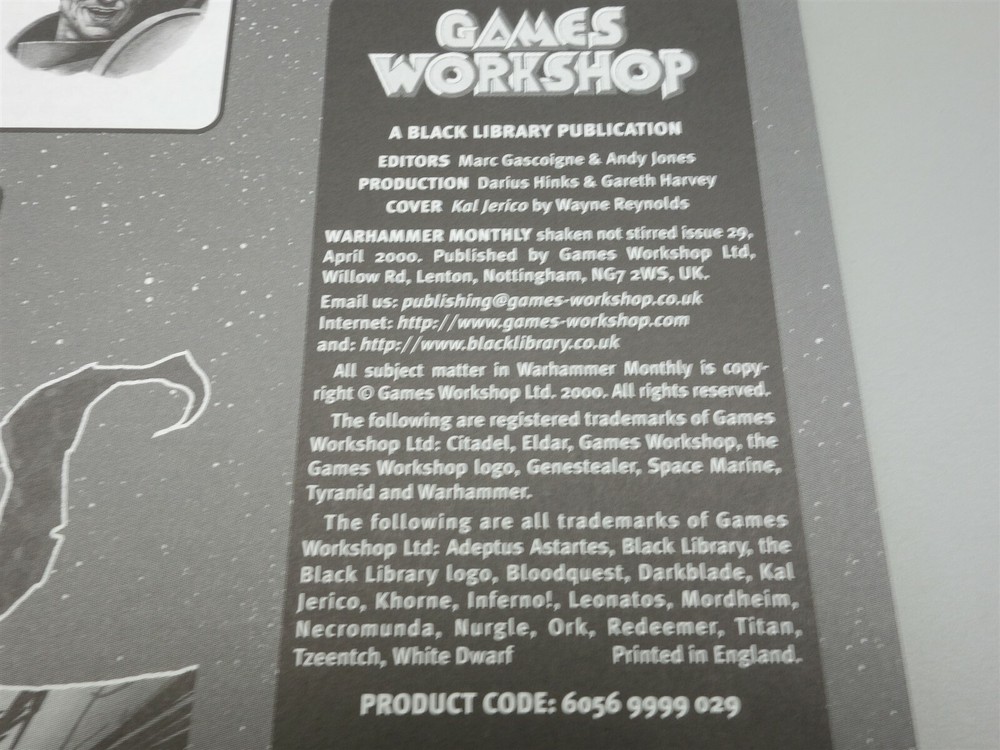 GAMES
WORKSHOP
A BLACK LIBRARY PUBLICATION
EDITORS Marc Gascoigne & Andy Jones
PRODUCTION Darius Hinks & Gareth Harvey
COVER Kal Jerico by Wayne Reynolds
WARHAMMER MONTHLY shaken not stirred issue 29,
April 2000. Published by Games Workshop Ltd,
Willow Rd, Lenton, Nottingham, NG7 2WS, UK.
Email us: publishing@games-workshop.co.uk
Internet: http://www.games-workshop.com
and: http://www.blacklibrary.co.uk
All subject matter in Warhammer Monthly is copy-
right © Games Workshop Ltd. 2000. All rights reserved.
The following are registered trademarks of Games
Workshop Ltd: Citadel, Eldar, Games Workshop, the
Games Workshop logo, Genestealer, Space Marine,
Tyranid and Warhammer.
The following are all trademarks of Games
Workshop Ltd: Adeptus Astartes, Black Library, the
Black Library logo, Bloodquest, Darkblade, Kal
Jerico, Khorne, Inferno!, Leonatos, Mordheim,
Necromunda, Nurgle, Ork, Redeemer, Titan,
Tzeentch, White Dwarf Printed in England.
PRODUCT CODE: 6056 9999 029